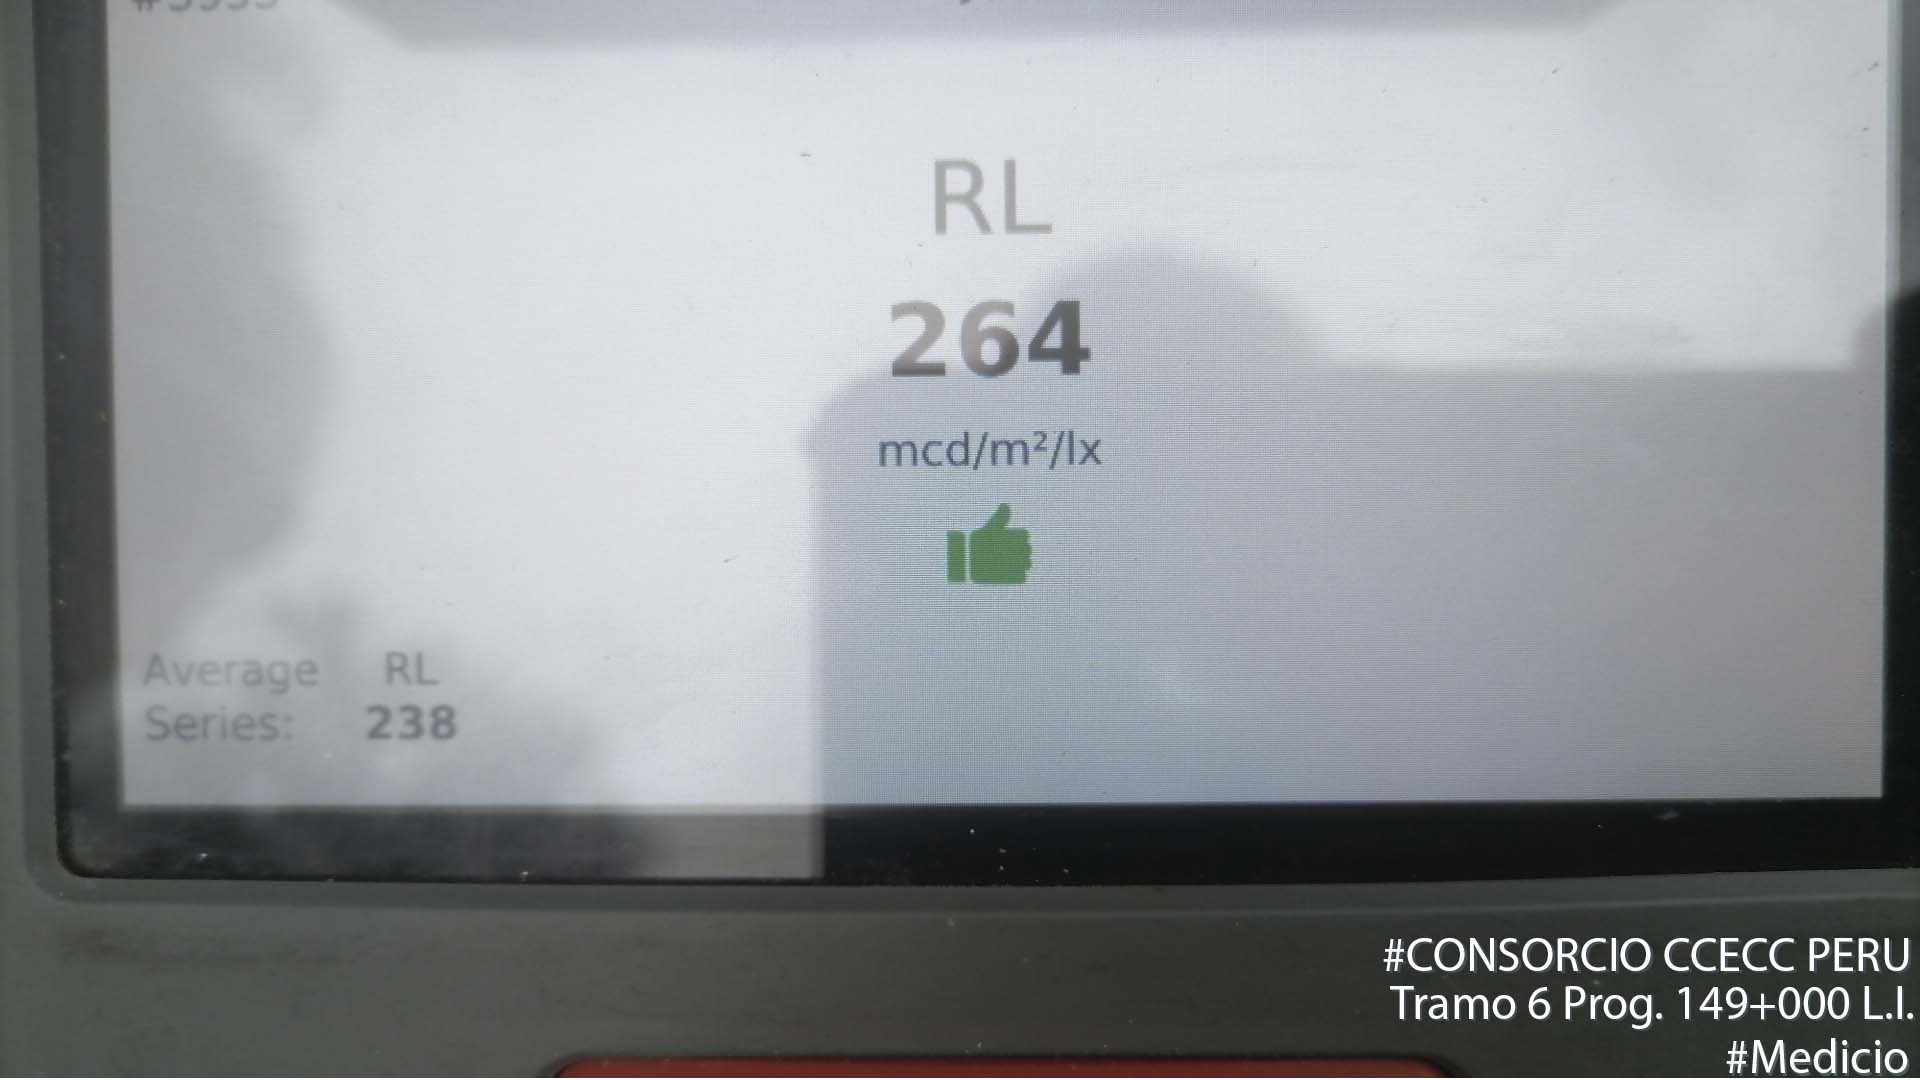 RL
264
mcd/m²/lx
Average RL
Series: 238
#CONSORCIO CCECC PERU
Tramo 6 Prog. 149+000 L.I.
#Medicio